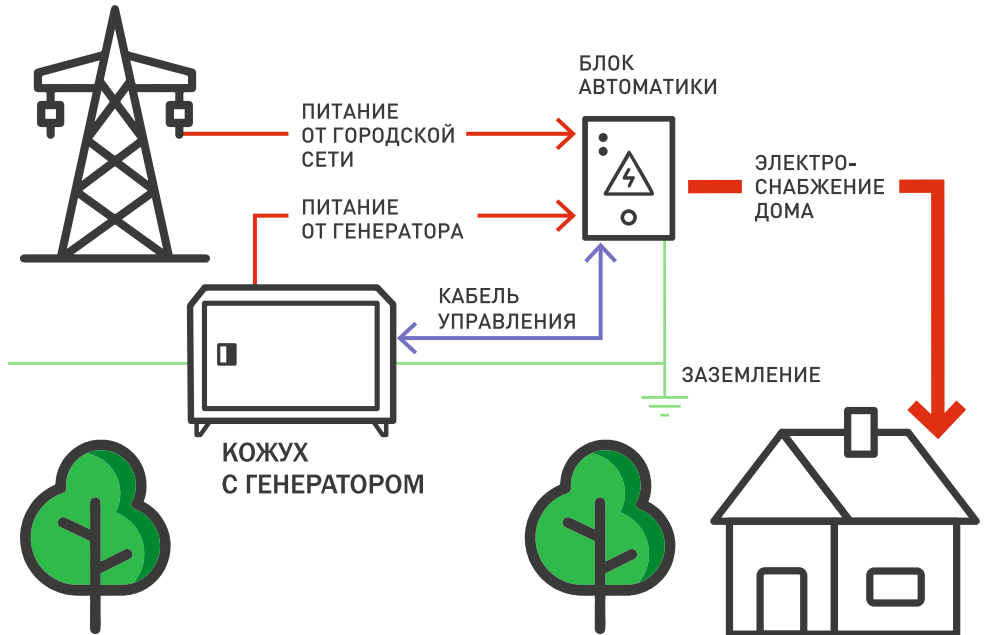 БЛОК
АВТОМАТИКИ
ПИТАНИЕ
ОТ ГОРОДСКОЙ
СЕТИ
ЭЛЕКТРО-
СНАБЖЕНИЕ
ДОМА
ПИТАНИЕ
ОТ ГЕНЕРАТОРА
КАБЕЛЬ
УПРАВЛЕНИЯ
ЗАЗЕМЛЕНИЕ
КОЖУХ
С ГЕНЕРАТОРОМ